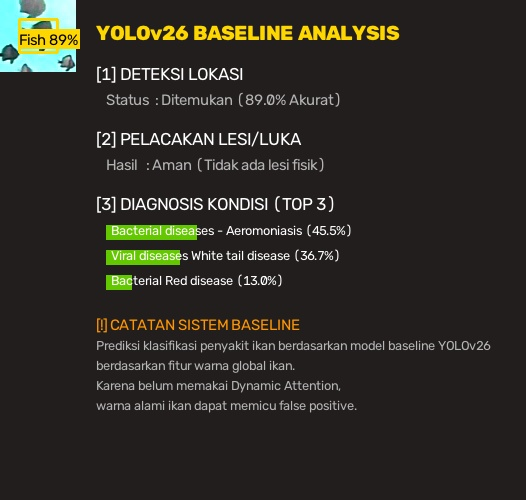 Fish 89%
YOLOv26 BASELINE ANALYSIS
[1] DETEKSI LOKASI
Status : Ditemukan (89.0% Akurat)
[2] PELACAKAN LESI/LUKA
Hasil : Aman (Tidak ada lesi fisik)
[3] DIAGNOSIS KONDISI (TOP 3)
Bacterial diseases - Aeromoniasis (45.5%)
Viral diseases White tail disease (36.7%)
Bacterial Red disease (13.0%)
[!] CATATAN SISTEM BASELINE
Prediksi klasifikasi penyakit ikan berdasarkan model baseline YOLOv26
berdasarkan fitur warna global ikan.
Karena belum memakai Dynamic Attention,
warna alami ikan dapat memicu false positive.